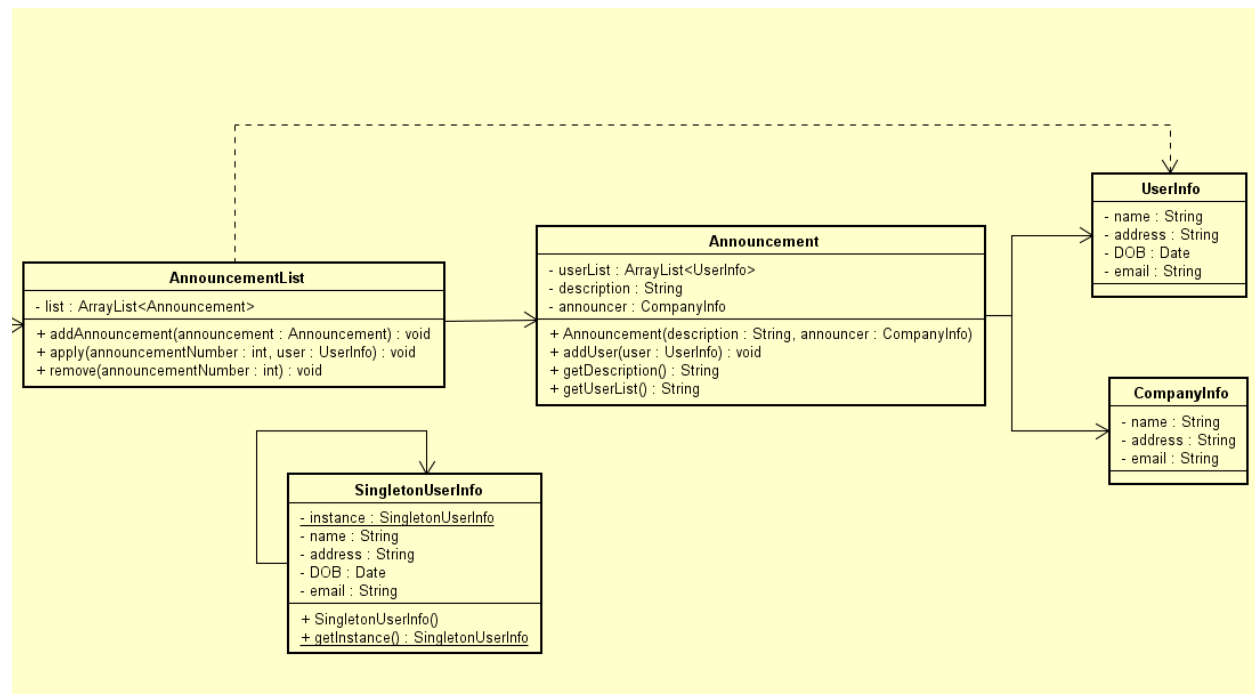 UserInfo
- name : String
- address : String
- DOB : Date
- email : String
Announcement
- userList : ArrayList<UserInfo>
- description : String
- announcer : CompanyInfo
+ Announcement(description : String, announcer : CompanyInfo)
+ addUser(user : UserInfo) : void
+ getDescription() : String
+ getUserList() : String
AnnouncementList
- list : ArrayList<Announcement>
+ addAnnouncement(announcement : Announcement) : void
+ apply(announcementNumber : int, user : UserInfo) : void
+ remove(announcementNumber : int) : void
CompanyInfo
- name : String
- address : String
- email : String
SingletonUserInfo
- instance : SingletonUserInfo
- name : String
- address : String
- DOB : Date
- email : String
+ SingletonUserInfo()
+ getInstance() : SingletonUserInfo